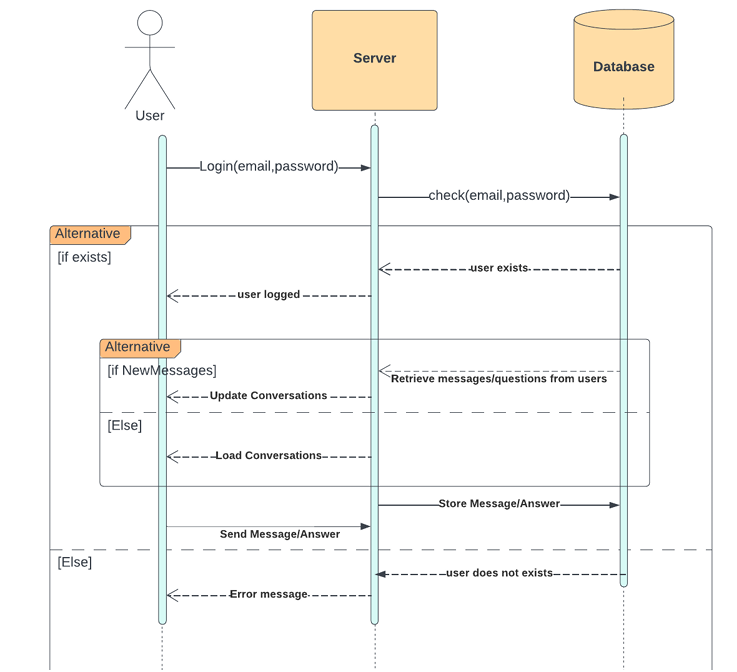 Server
Database
User
Login(email,password)
check(email,password)
Alternative
[if exists]
user exists
user logged
Alternative
[if NewMessages]
Retrieve messages/questions from users
Update Conversations
[Else]
Load Conversations
Store Message/Answer
Send Message/Answer
[Else]
user does not exists
Error message